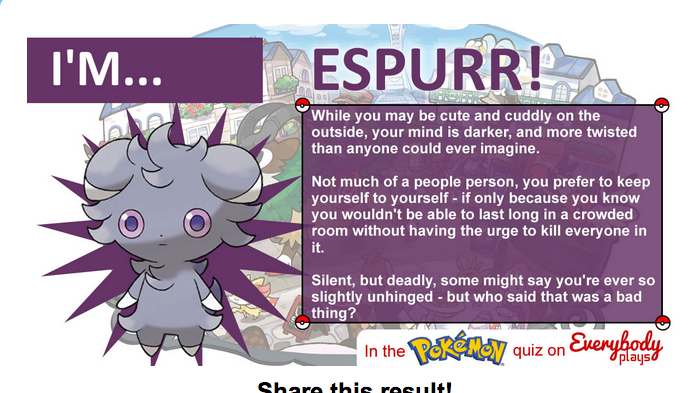 I'M...
ESPURR!
While you may be cute and cuddly on the
outside, your mind is darker, and more twisted
than anyone could ever imagine.
Not much of a people person, you prefer to keep
yourself to yourself - if only because you know
you wouldn't be able to last long in a crowded
room without having the urge to kill everyone in
it.
Silent, but deadly, some might say you're ever so
slightly unhinged - but who said that was a bad
thing?
In the POKéMON quiz on Everybody
plays
Share this result!